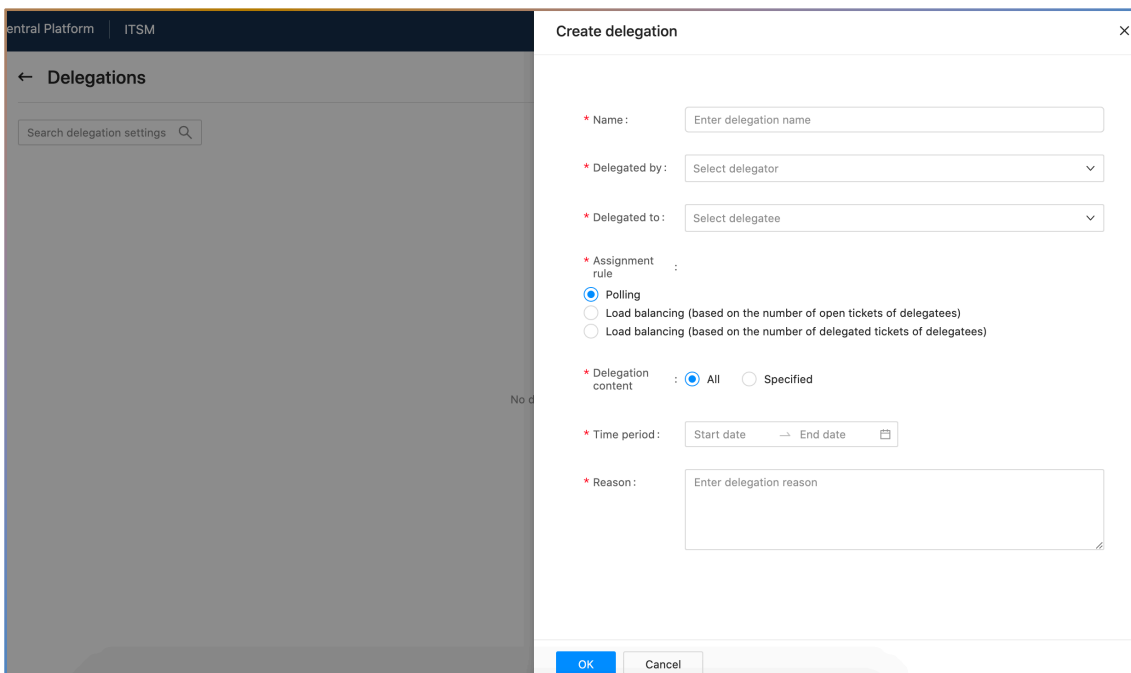 entral Platform ITSM
Create delegation
← Delegations
Search delegation settings
* Name :
Enter delegation name
* Delegated by :
Select delegator
* Delegated to :
Select delegatee
* Assignment
rule :
Polling
Load balancing (based on the number of open tickets of delegatees)
Load balancing (based on the number of delegated tickets of delegatees)
* Delegation
content :
All Specified
No d
* Time period :
Start date → End date
* Reason :
Enter delegation reason
OK Cancel